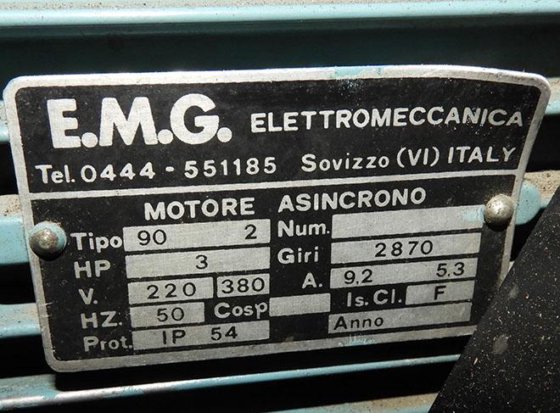 E.M.G. ELETTROMECCANICA
Tel. 0444 - 551185 Sovizzo (VI) ITALY
MOTORE ASINCRONO
Tipo 90 2 Num.
HP 3 Giri 2870
V. 220 380 A. 9,2 5,3
HZ. 50 Cosφ Is. Cl. F
Prot. IP 54 Anno